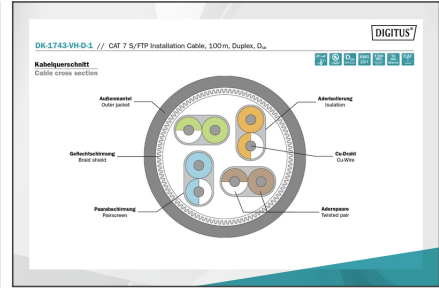 DIGITUS®
DK-1743-VH-D-1 // CAT 7 S/FTP Installation Cable, 100 m, Duplex, Dca
Kabelquerschnitt
Cable cross section
Außenmantel
Outer jacket
Aderisolierung
Insulation
Geflechtschirmung
Braid shield
Cu-Draht
Cu-Wire
Paarabschirmung
Pairscreen
Adernpaare
Twisted pair